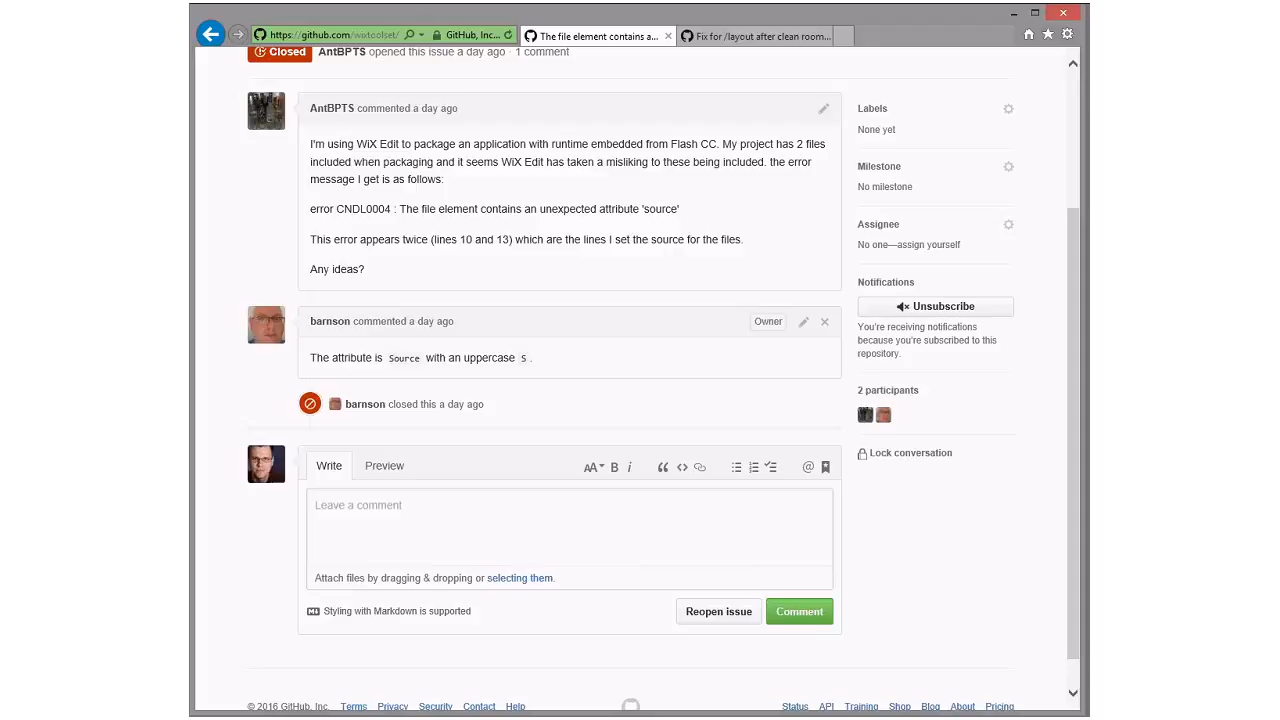 https://github.com/wixtoolset/ GitHub, Inc... The file element contains a... Fix for /layout after clean room...
Closed AntBPTS opened this issue a day ago · 1 comment
AntBPTS commented a day ago
I'm using WiX Edit to package an application with runtime embedded from Flash CC. My project has 2 files
included when packaging and it seems WiX Edit has taken a misliking to these being included. the error
message I get is as follows:
error CNDL0004 : The file element contains an unexpected attribute 'source'
This error appears twice (lines 10 and 13) which are the lines I set the source for the files.
Any ideas?
barnson commented a day ago Owner
The attribute is Source with an uppercase S .
barnson closed this a day ago
Write Preview AA B i @
Leave a comment
Attach files by dragging & dropping or selecting them.
Styling with Markdown is supported
Reopen issue Comment
Labels
None yet
Milestone
No milestone
Assignee
No one—assign yourself
Notifications
Unsubscribe
You're receiving notifications
because you're subscribed to this
repository.
2 participants
Lock conversation
© 2016 GitHub, Inc. Terms Privacy Security Contact Help Status API Training Shop Blog About Pricing